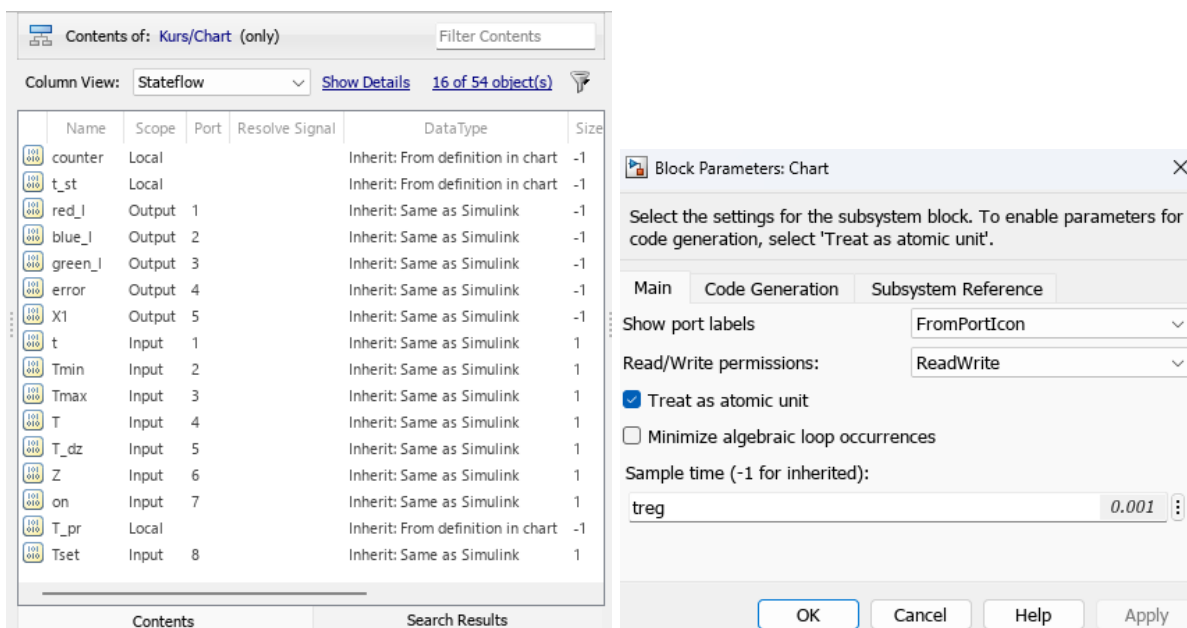 Contents of: Kurs/Chart (only) Filter Contents
Column View: Stateflow Show Details 16 of 54 object(s)
Name Scope Port Resolve Signal DataType Size
counter Local Inherit: From definition in chart -1
t_st Local Inherit: From definition in chart -1
red_l Output 1 Inherit: Same as Simulink -1
blue_l Output 2 Inherit: Same as Simulink -1
green_l Output 3 Inherit: Same as Simulink -1
error Output 4 Inherit: Same as Simulink -1
X1 Output 5 Inherit: Same as Simulink -1
t Input 1 Inherit: Same as Simulink 1
Tmin Input 2 Inherit: Same as Simulink 1
Tmax Input 3 Inherit: Same as Simulink 1
T Input 4 Inherit: Same as Simulink 1
T_dz Input 5 Inherit: Same as Simulink 1
Z Input 6 Inherit: Same as Simulink 1
on Input 7 Inherit: Same as Simulink 1
T_pr Local Inherit: From definition in chart -1
Tset Input 8 Inherit: Same as Simulink 1
Contents Search Results
Block Parameters: Chart
Select the settings for the subsystem block. To enable parameters for
code generation, select 'Treat as atomic unit'.
Main Code Generation Subsystem Reference
Show port labels FromPortIcon
Read/Write permissions: ReadWrite
Treat as atomic unit
Minimize algebraic loop occurrences
Sample time (-1 for inherited):
treg 0.001
OK Cancel Help Apply